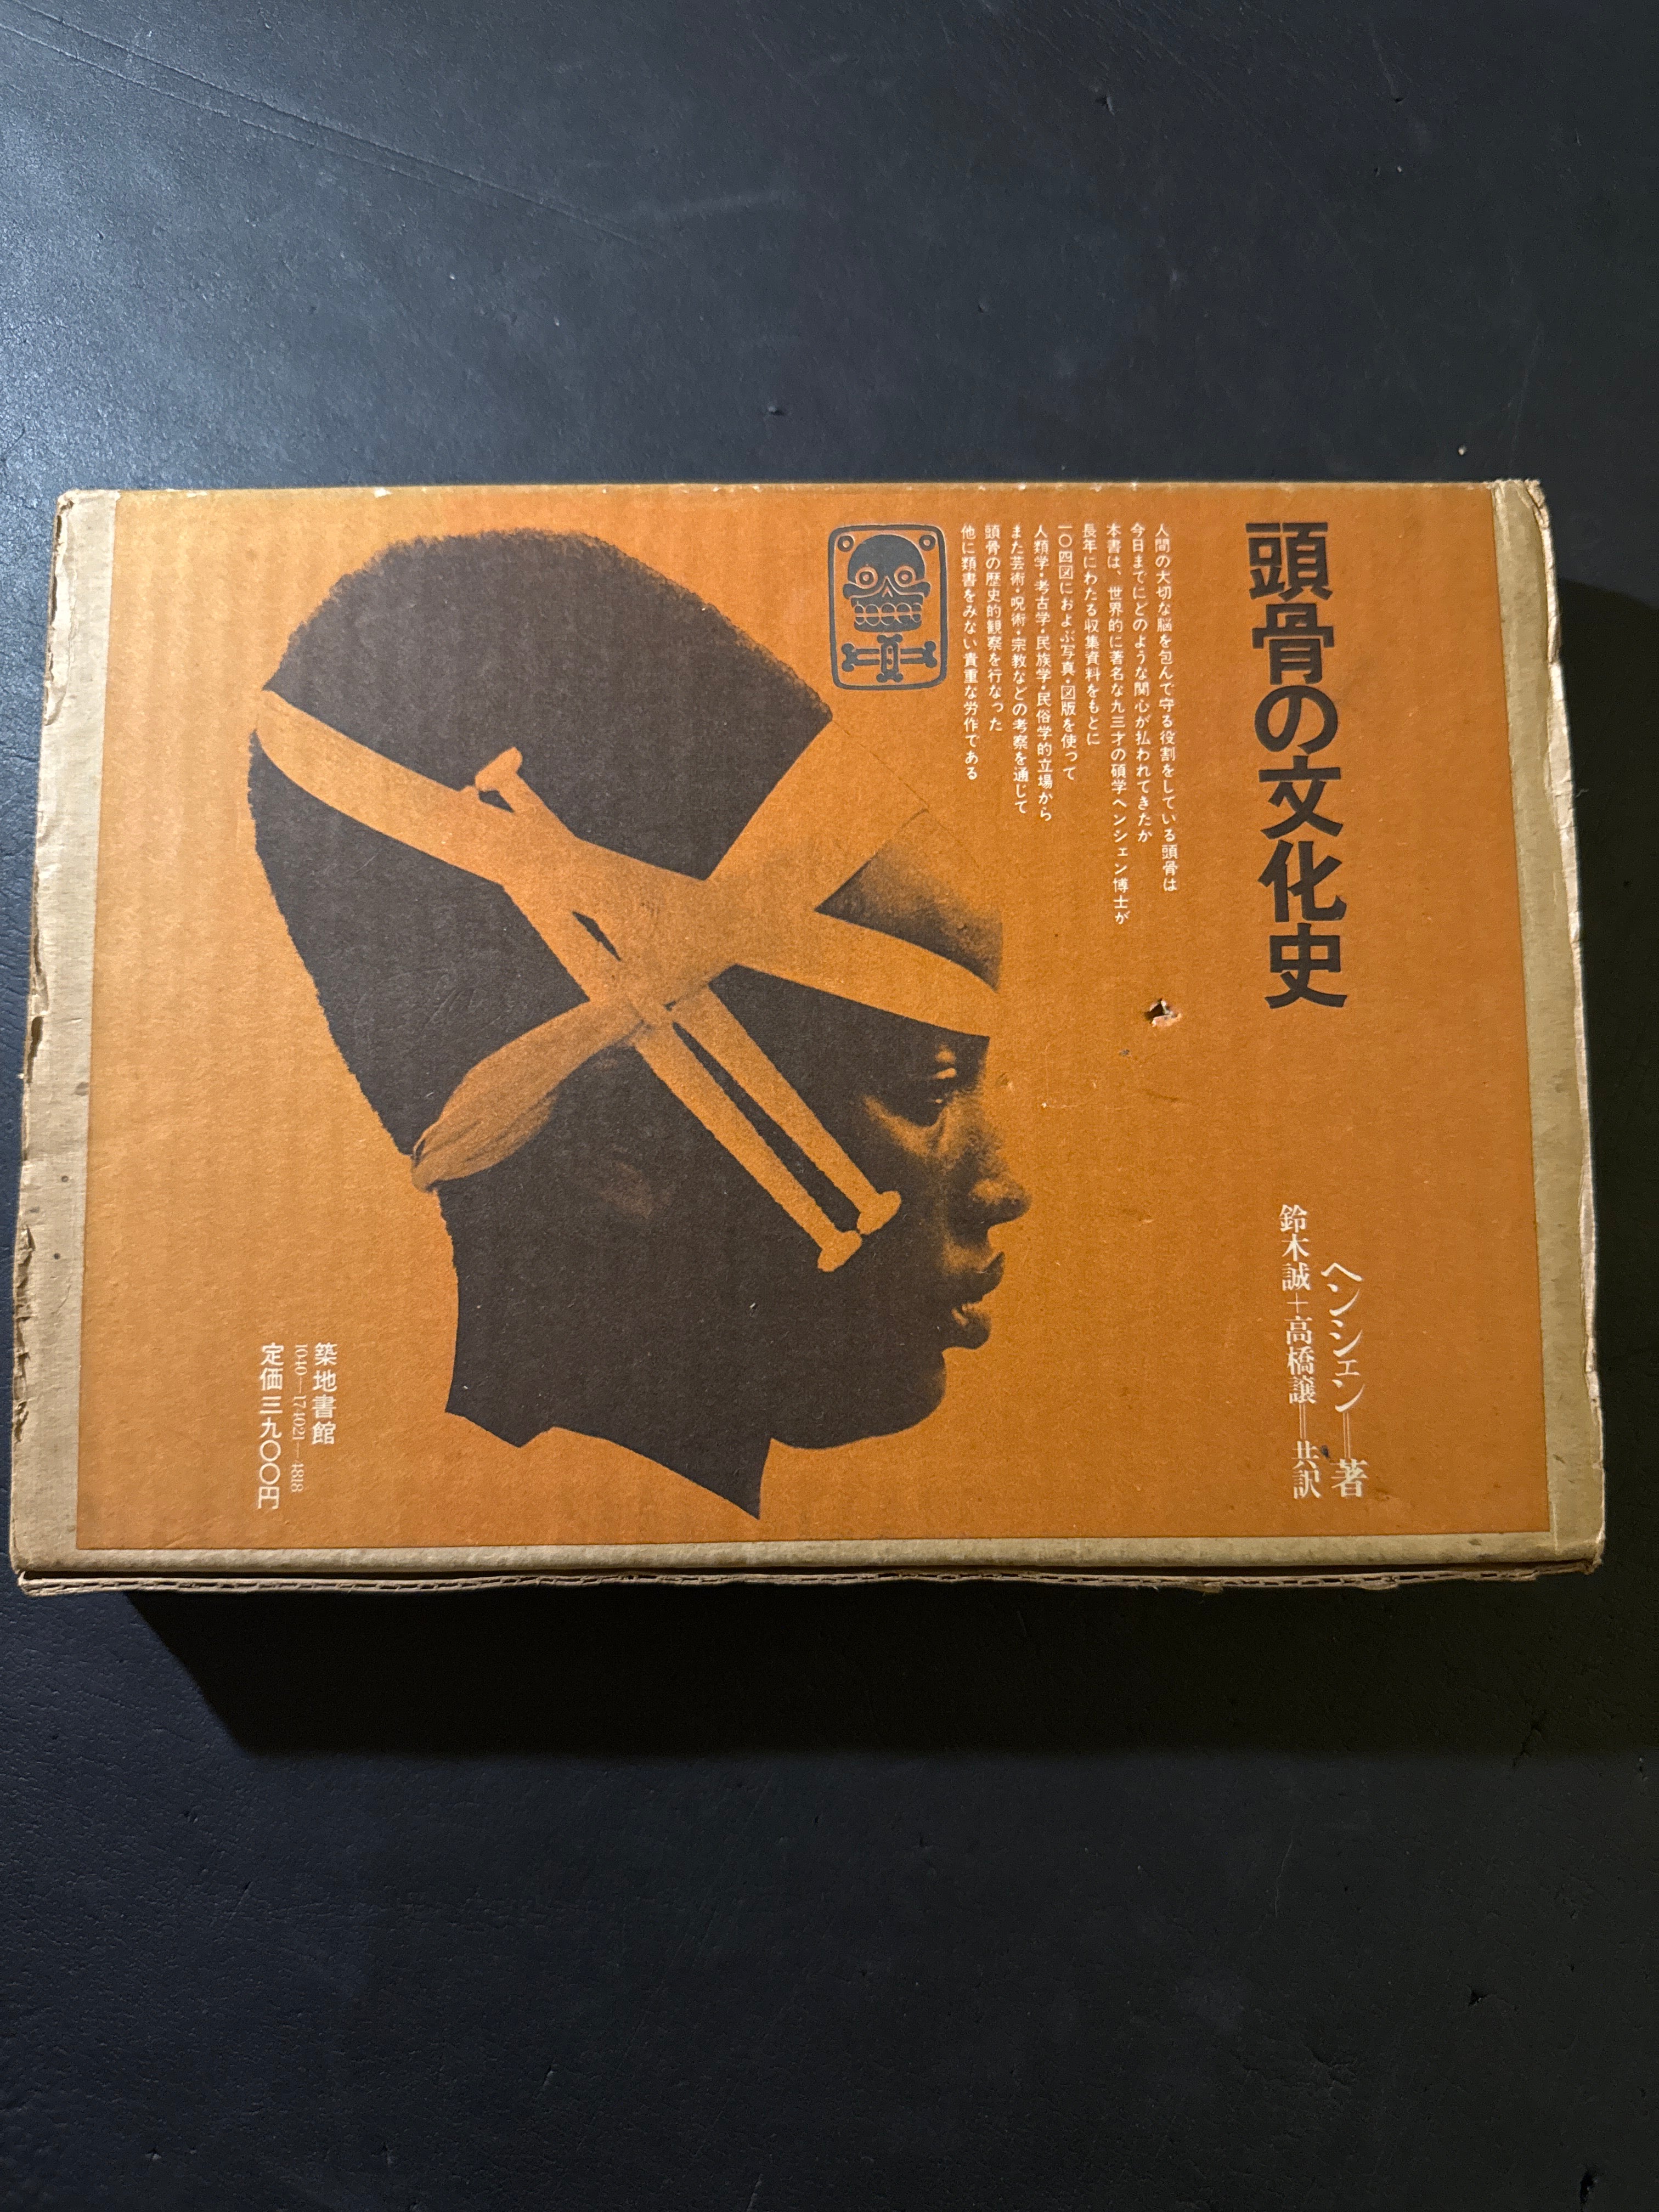 頭骨の文化史
ヘンシェン＝著
鈴木誠＋高橋譲＝共訳
人間の大切な脳を包んで守る役割をしている頭骨は
今日までにどのような関心が払われてきたか
本書は、世界的に著名な九三才の碩学ヘンシェン博士が
長年にわたる収集資料をもとに
一〇四図におよぶ写真・図版を使つて
人類学・考古学・民族学・民俗学的立場から
また芸術・呪術・宗教などの考察を通じて
頭骨の歴史的観察を行なった
他に類書をみない貴重な労作である
築地書館
1040―174021―4818
定価三九〇〇円